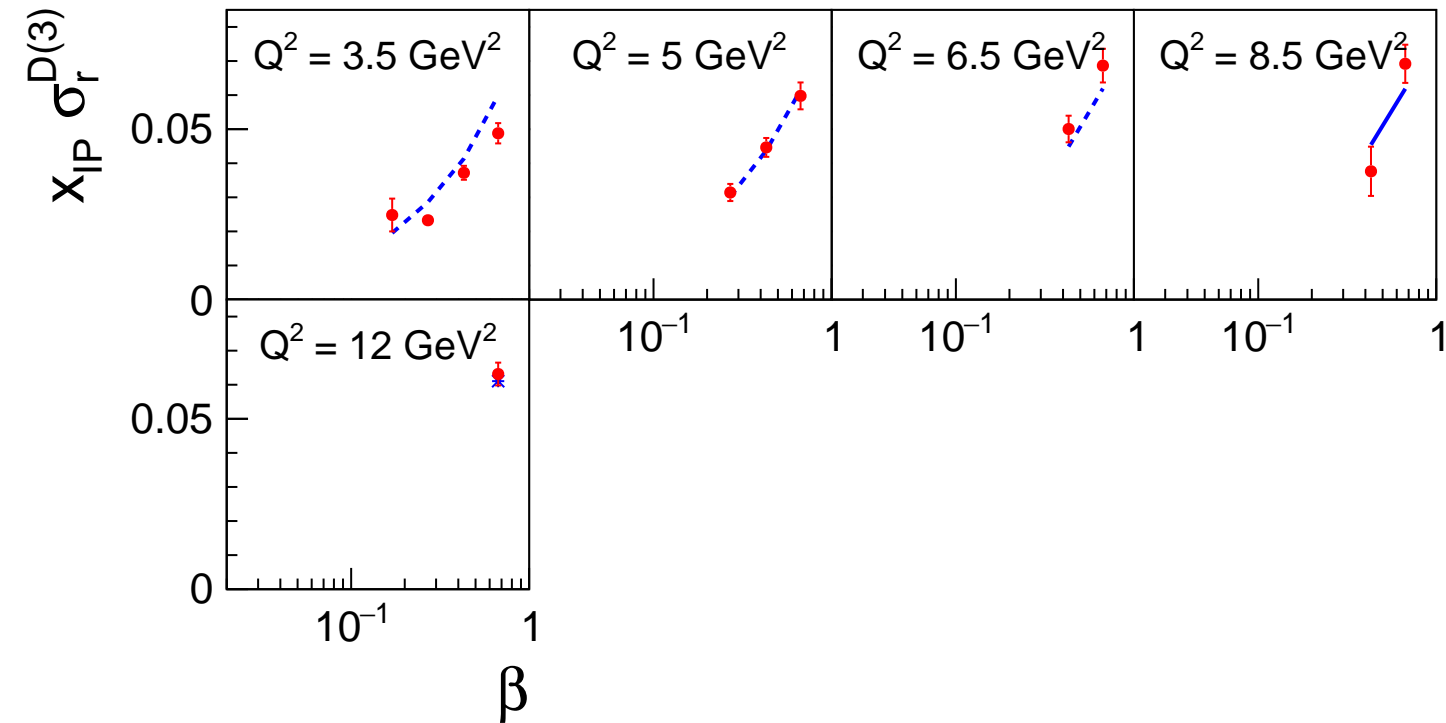 x_IP σ_r^D(3)
Q² = 3.5 GeV²
Q² = 5 GeV²
Q² = 6.5 GeV²
Q² = 8.5 GeV²
0.05
0
10⁻¹ 1 10⁻¹ 1 10⁻¹ 1
Q² = 12 GeV²
0.05
0
10⁻¹ 1
β